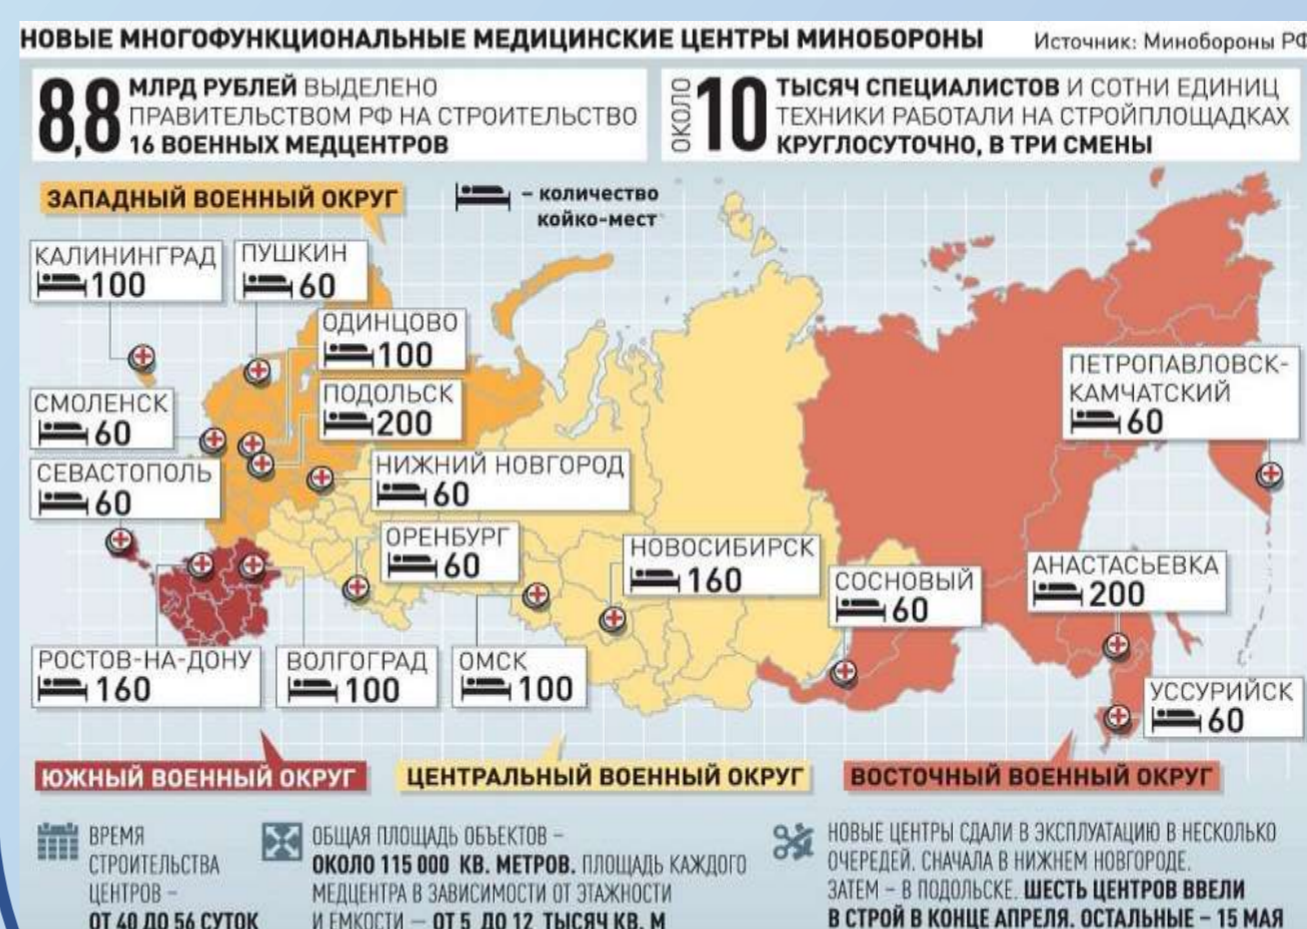 НОВЫЕ МНОГОФУНКЦИОНАЛЬНЫЕ МЕДИЦИНСКИЕ ЦЕНТРЫ МИНОБОРОНЫ
Источник: Минобороны РФ
8,8 МЛРД РУБЛЕЙ ВЫДЕЛЕНО
ПРАВИТЕЛЬСТВОМ РФ НА СТРОИТЕЛЬСТВО
16 ВОЕННЫХ МЕДЦЕНТРОВ
ОКОЛО 10 ТЫСЯЧ СПЕЦИАЛИСТОВ И СОТНИ ЕДИНИЦ
ТЕХНИКИ РАБОТАЛИ НА СТРОЙПЛОЩАДКАХ
КРУГЛОСУТОЧНО, В ТРИ СМЕНЫ
ЗАПАДНЫЙ ВОЕННЫЙ ОКРУГ
– количество
койко-мест
КАЛИНИНГРАД
100
ПУШКИН
60
ОДИНЦОВО
100
ПОДОЛЬСК
200
СМОЛЕНСК
60
СЕВАСТОПОЛЬ
60
НИЖНИЙ НОВГОРОД
60
ОРЕНБУРГ
60
НОВОСИБИРСК
160
СОСНОВЫЙ
60
ПЕТРОПАВЛОВСК-
КАМЧАТСКИЙ
60
АНАСТАСЬЕВКА
200
РОСТОВ-НА-ДОНУ
160
ВОЛГОГРАД
100
ОМСК
100
УССУРИЙСК
60
ЮЖНЫЙ ВОЕННЫЙ ОКРУГ
ЦЕНТРАЛЬНЫЙ ВОЕННЫЙ ОКРУГ
ВОСТОЧНЫЙ ВОЕННЫЙ ОКРУГ
ВРЕМЯ
СТРОИТЕЛЬСТВА
ЦЕНТРОВ –
ОТ 40 ДО 56 СУТОК
ОБЩАЯ ПЛОЩАДЬ ОБЪЕКТОВ –
ОКОЛО 115 000 КВ. МЕТРОВ. ПЛОЩАДЬ КАЖДОГО
МЕДЦЕНТРА В ЗАВИСИМОСТИ ОТ ЭТАЖНОСТИ
И ЕМКОСТИ — ОТ 5 ДО 12 ТЫСЯЧ КВ. М
НОВЫЕ ЦЕНТРЫ СДАЛИ В ЭКСПЛУАТАЦИЮ В НЕСКОЛЬКО
ОЧЕРЕДЕЙ. СНАЧАЛА В НИЖНЕМ НОВГОРОДЕ.
ЗАТЕМ – В ПОДОЛЬСКЕ. ШЕСТЬ ЦЕНТРОВ ВВЕЛИ
В СТРОЙ В КОНЦЕ АПРЕЛЯ. ОСТАЛЬНЫЕ – 15 МАЯ